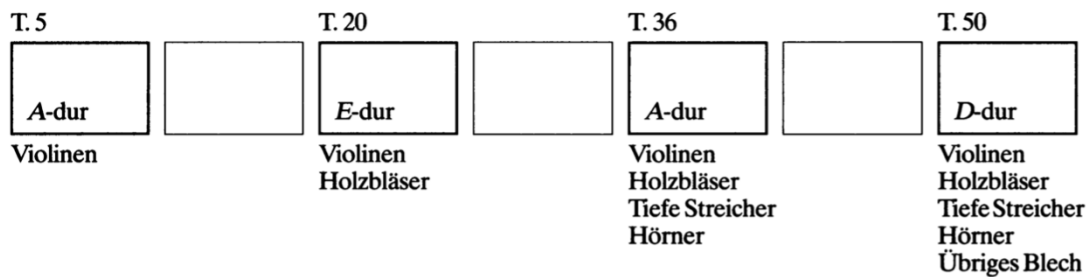 T. 5 T. 20 T. 36 T. 50
A-dur E-dur A-dur D-dur
Violinen Violinen Violinen Violinen
Holzbläser Holzbläser Holzbläser
Tiefe Streicher Tiefe Streicher
Hörner Hörner
Übriges Blech